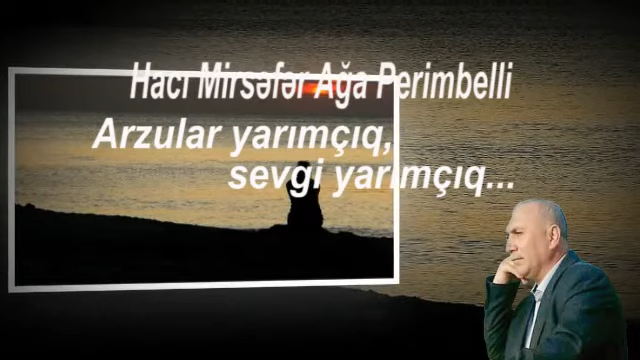 Hacı Mirsəfər Ağa Perimbelli
Arzular yarımçıq,
sevgi yarımçıq...